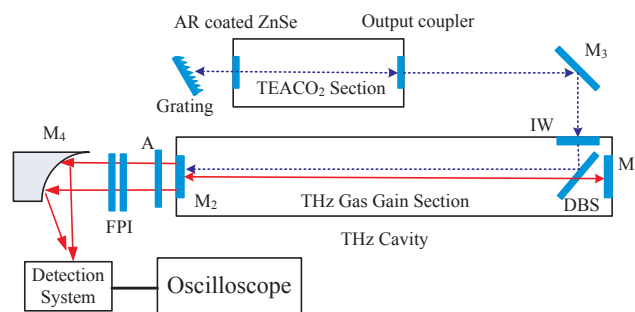 AR coated ZnSe
Output coupler
M3
TEACO2 Section
Grating
IW
M4
A
M
M2
THz Gas Gain Section
DBS
FPI
THz Cavity
Detection
System
Oscilloscope